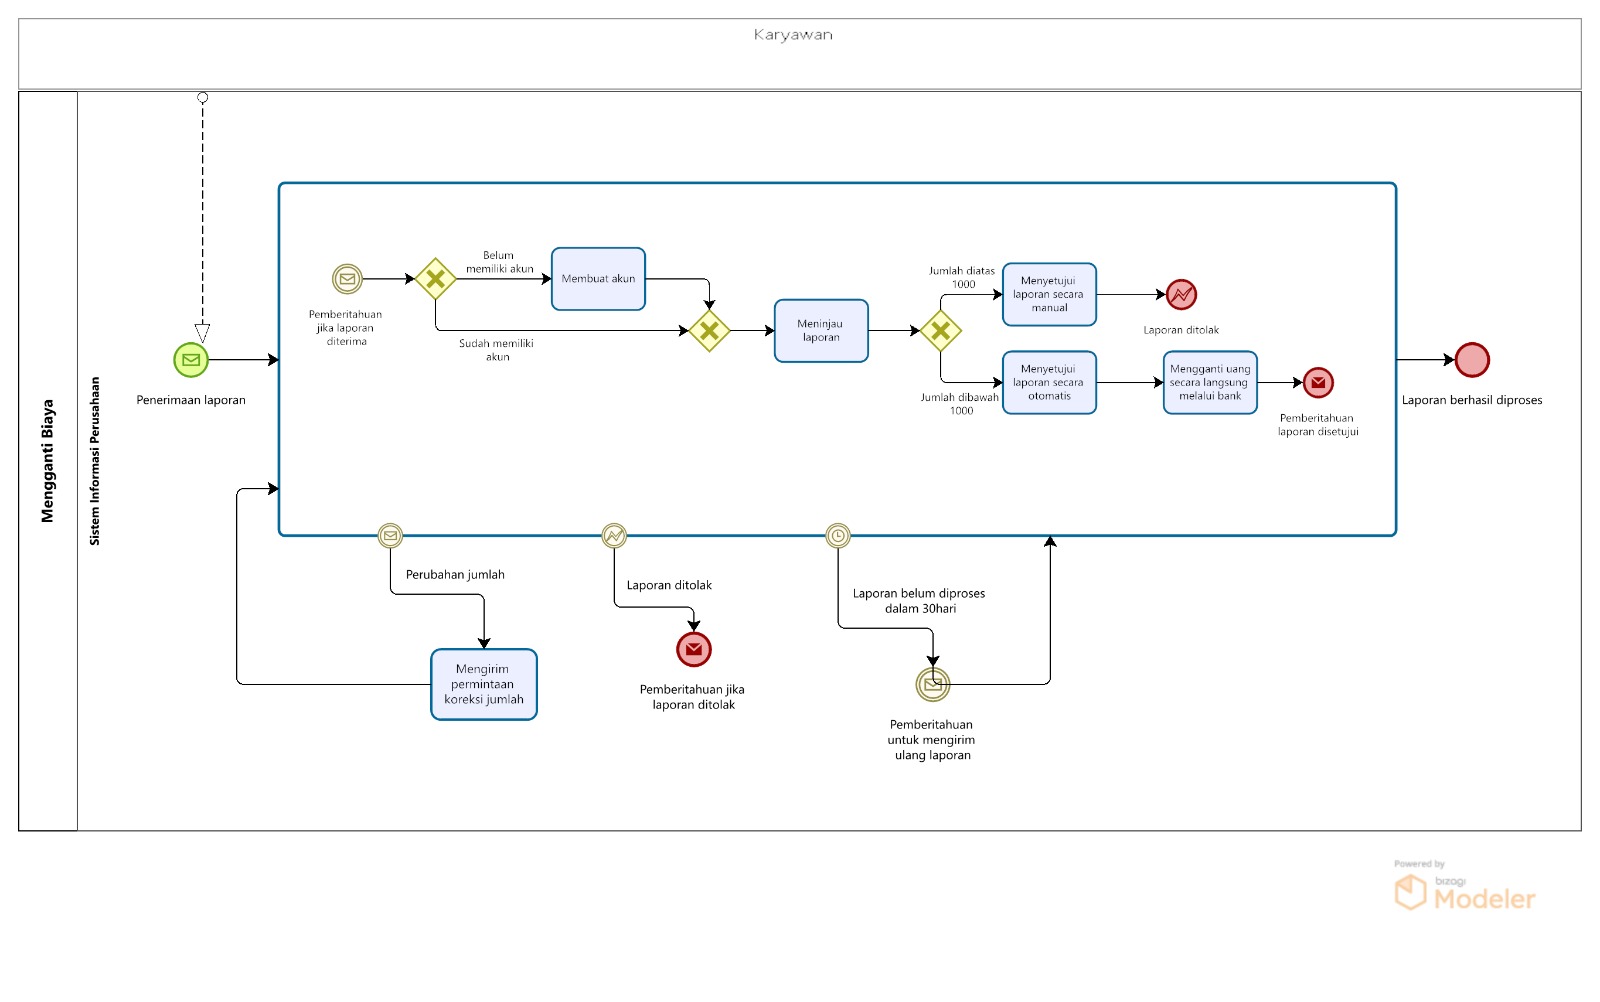 Karyawan
Mengganti Biaya
Sistem Informasi Perusahaan
Penerimaan laporan
Pemberitahuan
jika laporan
diterima
Belum
memiliki akun
Sudah memiliki
akun
Membuat akun
Meninjau
laporan
Jumlah diatas
1000
Jumlah dibawah
1000
Menyetujui
laporan secara
manual
Laporan ditolak
Menyetujui
laporan secara
otomatis
Mengganti uang
secara langsung
melalui bank
Pemberitahuan
laporan disetujui
Laporan berhasil diproses
Perubahan jumlah
Mengirim
permintaan
koreksi jumlah
Laporan ditolak
Pemberitahuan jika
laporan ditolak
Laporan belum diproses
dalam 30hari
Pemberitahuan
untuk mengirim
ulang laporan
Powered by
bizagi
Modeler